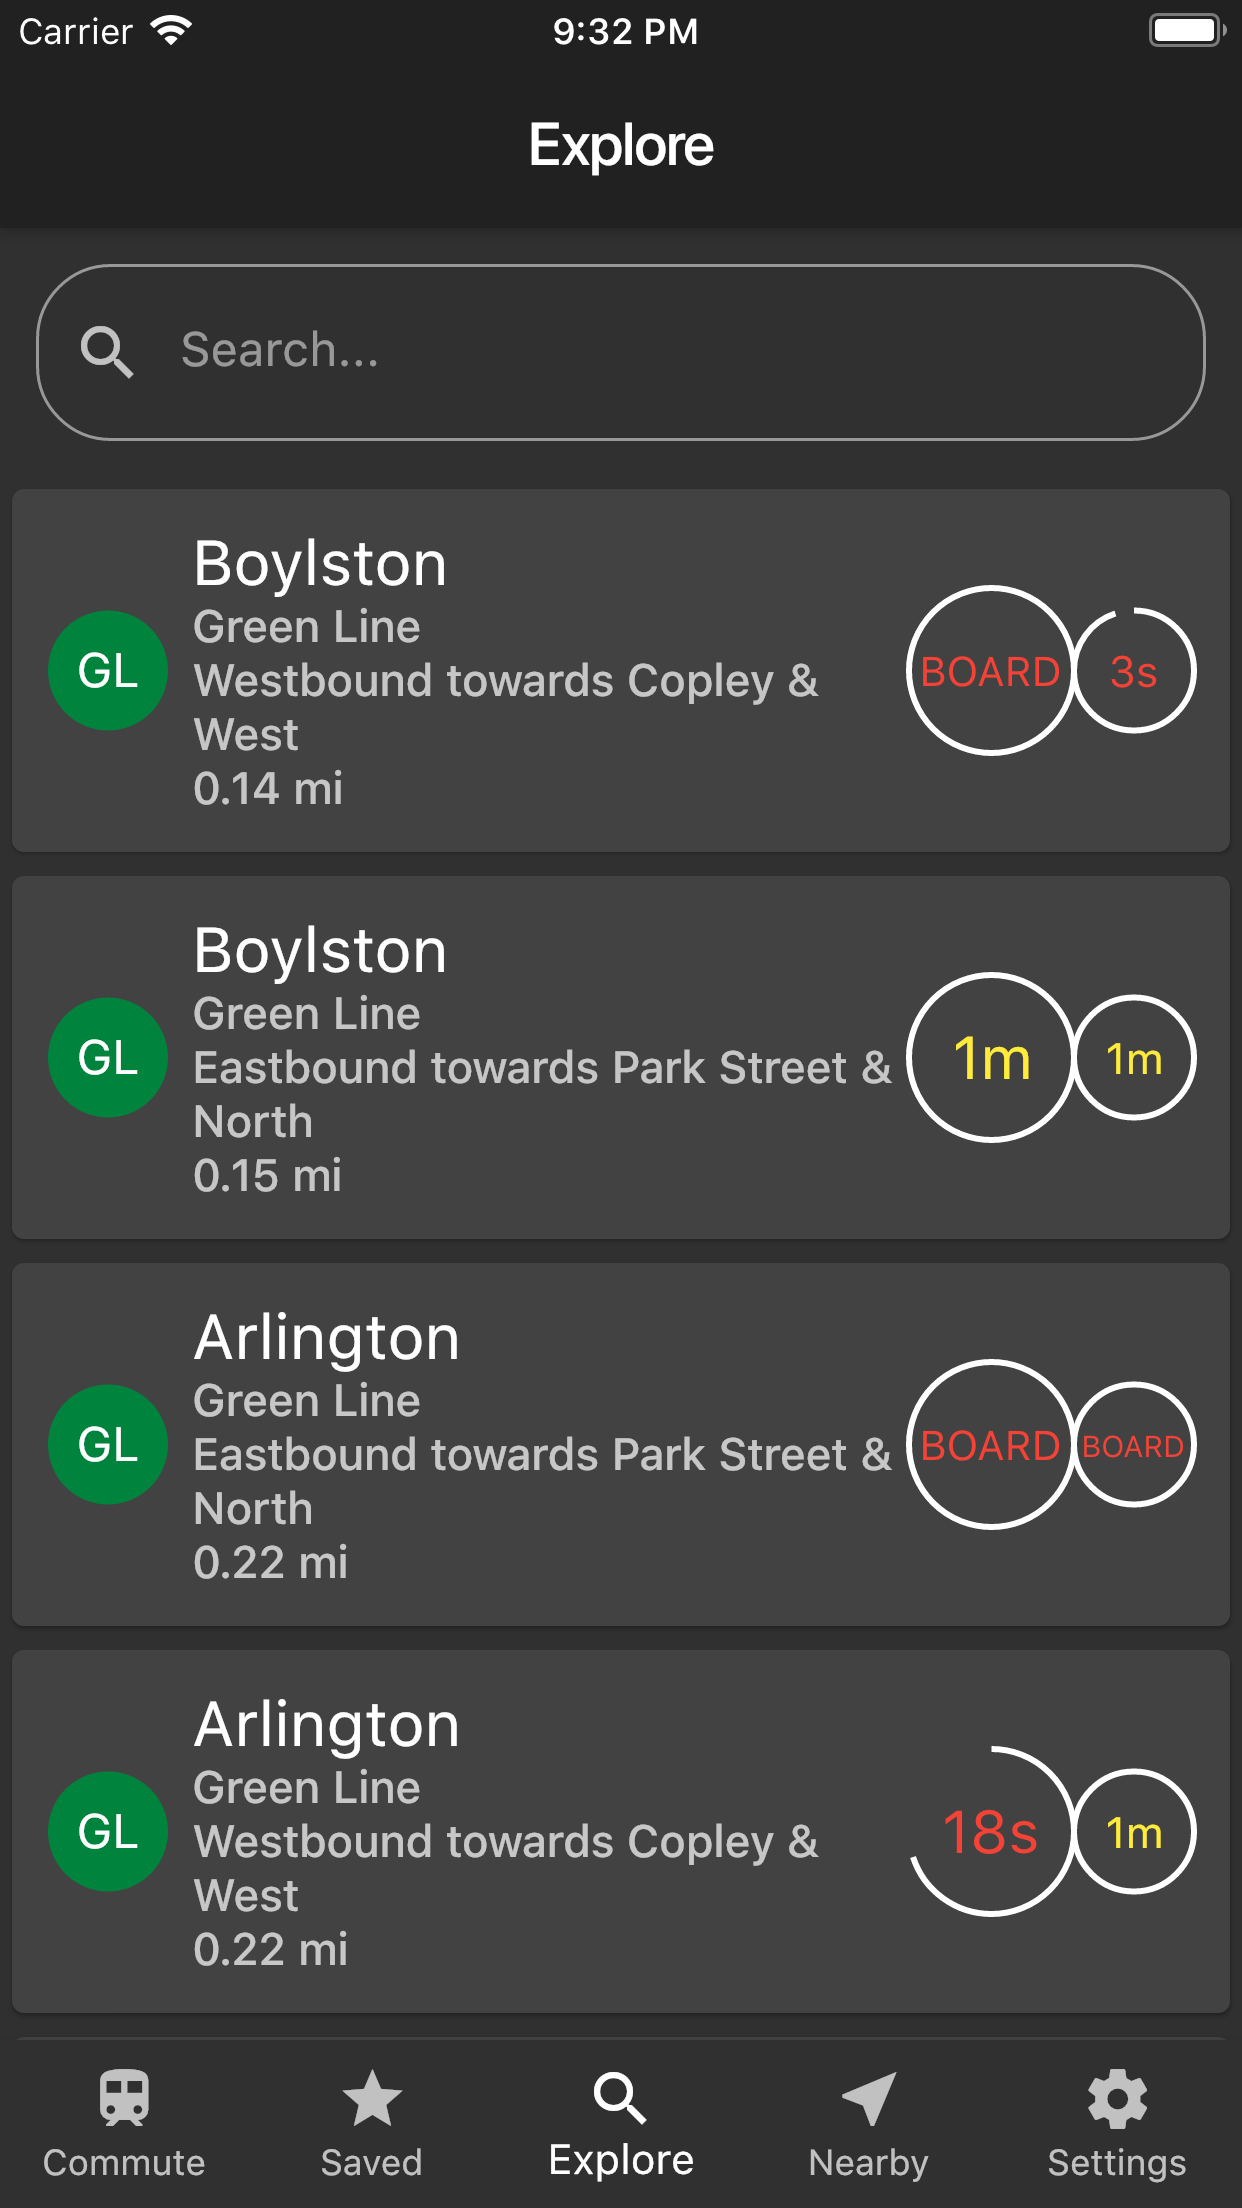 Carrier 9:32 PM
Explore
Search...
Boylston
Green Line
GL
Westbound towards Copley &
West
0.14 mi
BOARD 3s
Boylston
Green Line
GL
Eastbound towards Park Street &
North
0.15 mi
1m 1m
Arlington
Green Line
GL
Eastbound towards Park Street &
North
0.22 mi
BOARD BOARD
Arlington
Green Line
GL
Westbound towards Copley &
West
0.22 mi
18s 1m
Commute Saved Explore Nearby Settings